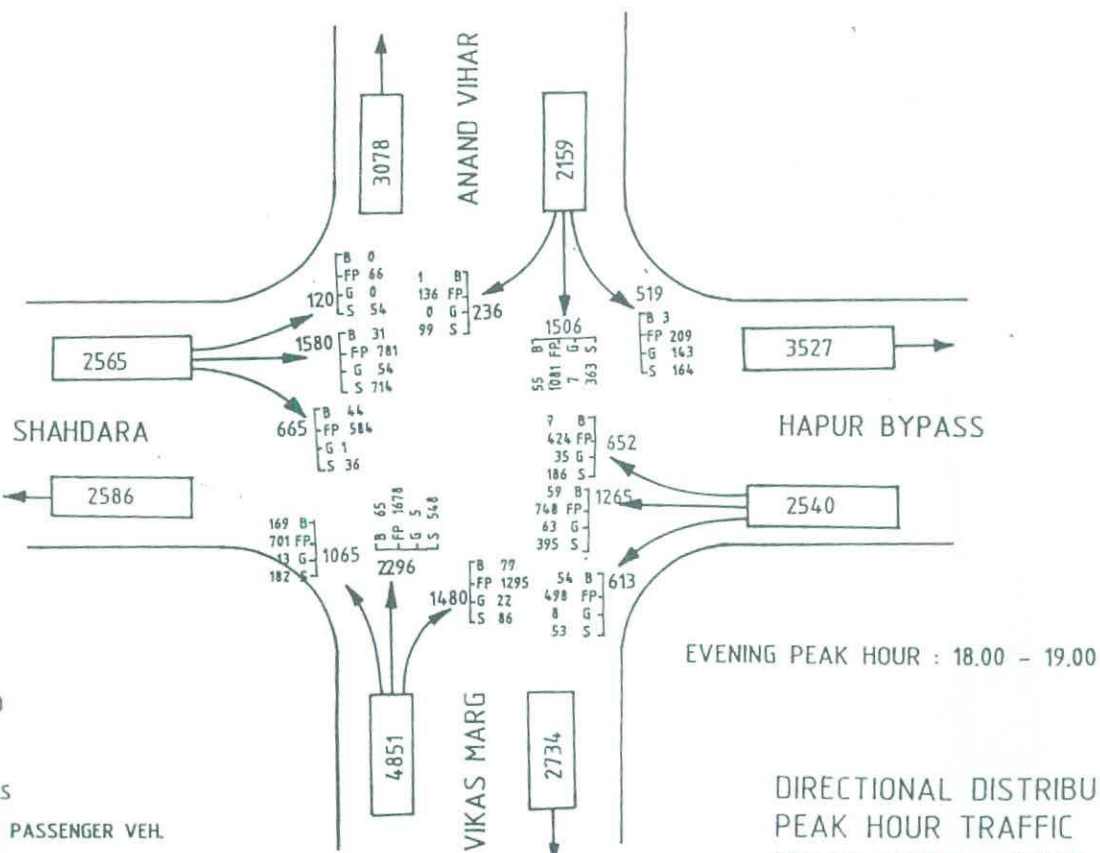 3078
ANAND VIHAR
2159
B 0
FP 66
G 0
S 54
120
1 B
136 FP
0 G
99 S
236
519
B 3
FP 209
G 143
S 164
1506
B FP G S
55 1081 7 363
2565
1580
B 31
FP 781
G 54
S 714
3527
SHAHDARA
665
B 44
FP 584
G 1
S 36
HAPUR BYPASS
7 B
424 FP
35 G
186 S
652
2586
59 B
748 FP
63 G
395 S
1265
2540
169 B
701 FP
13 G
182 S
1065
B 65
FP 1678
G 5
S 548
2296
1480
B 77
FP 1295
G 22
S 86
54 B
498 FP
8 G
53 S
613
EVENING PEAK HOUR : 18.00 - 19.00
4851
VIKAS MARG
2734
S
PASSENGER VEH.
DIRECTIONAL DISTRIBU
PEAK HOUR TRAFFIC